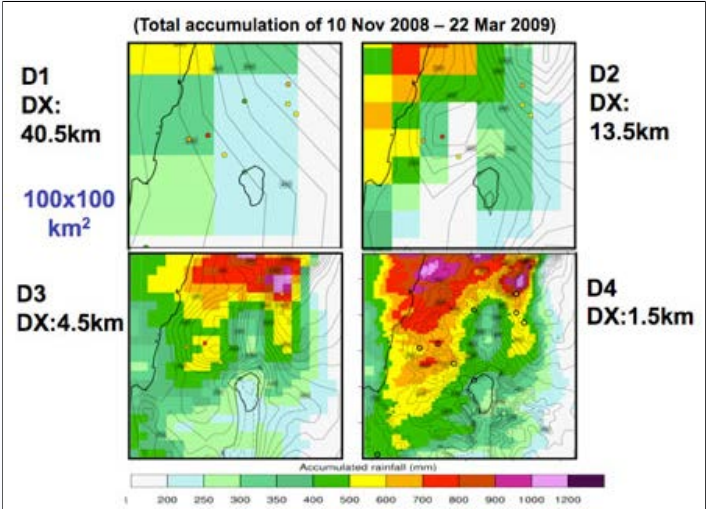 (Total accumulation of 10 Nov 2008 – 22 Mar 2009)
D1
DX:
40.5km
100x100
km²
D2
DX:
13.5km
D3
DX:4.5km
D4
DX:1.5km
Accumulated rainfall (mm)
200 250 300 350 400 500 600 700 800 900 1000 1200